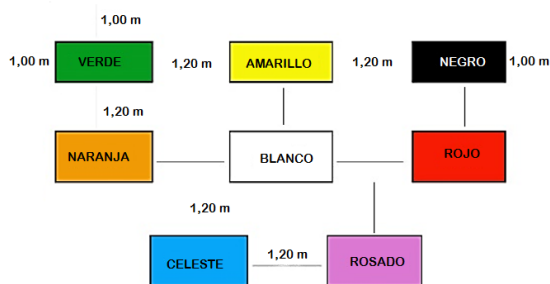 1,00 m
1,00 m VERDE 1,20 m AMARILLO 1,20 m NEGRO 1,00 m
1,20 m
NARANJA BLANCO ROJO
1,20 m
CELESTE 1,20 m ROSADO